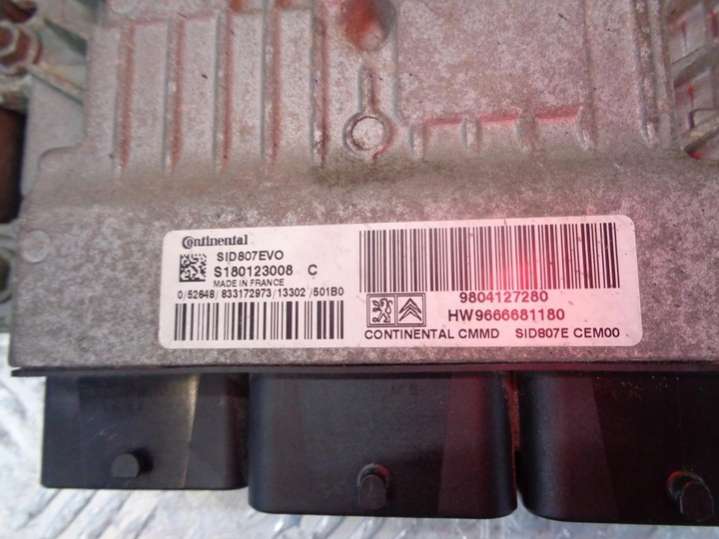 Continental
SID807EVO
S180123008 C
MADE IN FRANCE
0/52648/833172973/13302/501B0
9804127280
HW9666681180
CONTINENTAL CMMD SID807E CEM00